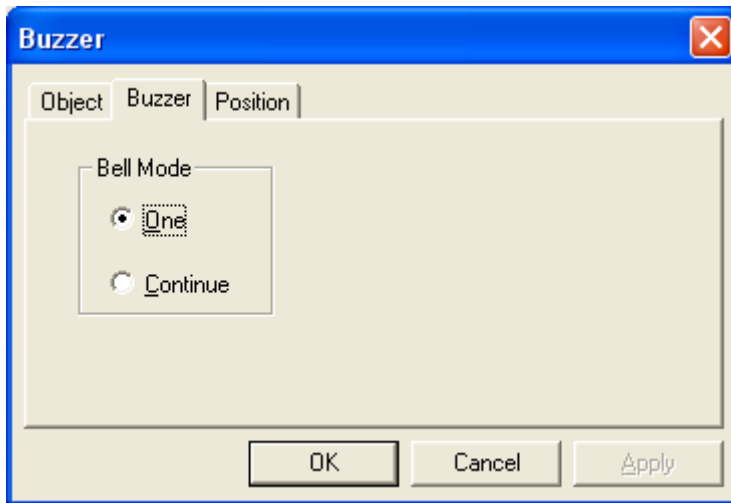 Buzzer
Object Buzzer Position
Bell Mode
One
Continue
OK Cancel Apply